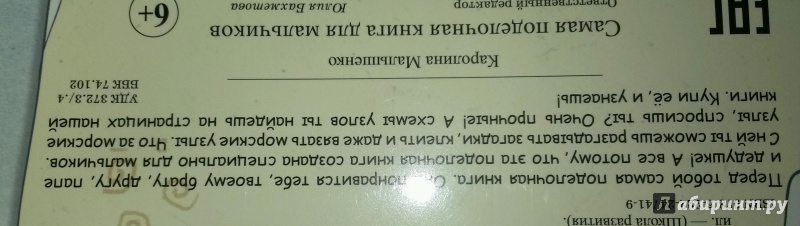 ил. — (Школа развития).
41-9
Перед тобой самая поделочная книга. понравится тебе, твоему брату, другу, папе
и дедушке! А все потому, что эта поделочная книга создана специально для мальчиков.
С ней ты сможешь разгадывать загадки, клеить и даже вязать морские узлы. Что за морские
узлы, спросишь ты? Очень прочные! А схемы узлов ты найдешь на страницах нашей
книги. Купи её, и узнаешь!
УДК 372.3/.4
ББК 74.102
Каролина Малышенко
САМАЯ ПОДЕЛОЧНАЯ КНИГА ДЛЯ МАЛЬЧИКОВ
Ответственный редактор Юлия Бахметова
6+
EAC
Лабиринт.ру